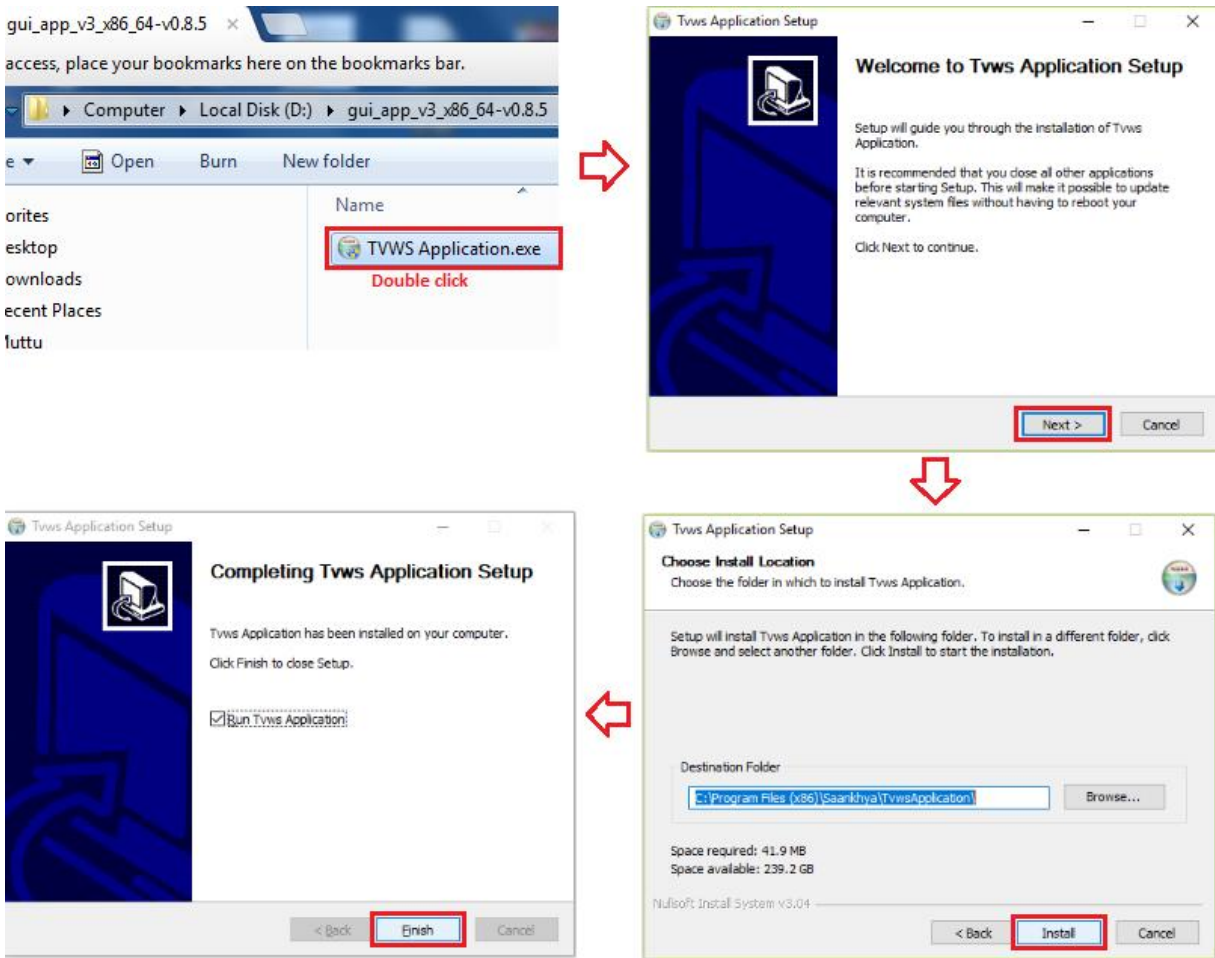 gui_app_v3_x86_64-v0.8.5
access, place your bookmarks here on the bookmarks bar.
Computer Local Disk (D:) gui_app_v3_x86_64-v0.8.5
e Open Burn New folder
orites
esktop
ownloads
ecent Places
Name
TVWS Application.exe
Double click
Tvws Application Setup
Welcome to Tvws Application Setup
Setup will guide you through the installation of Tvws
Application.
It is recommended that you close all other applications
before starting Setup. This will make it possible to update
relevant system files without having to reboot your
computer.
Click Next to continue.
Next > Cancel
Tvws Application Setup
Choose Install Location
Choose the folder in which to install Tvws Application.
Setup will install Tvws Application in the following folder. To install in a different folder, click
Browse and select another folder. Click Install to start the installation.
Destination Folder
C:\Program Files (x86)\Saankhya\TvwsApplication\
Browse...
Space required: 41.9 MB
Space available: 239.2 GB
Nullsoft Install System v3.04
< Back Install Cancel
Tvws Application Setup
Completing Tvws Application Setup
Tvws Application has been installed on your computer.
Click Finish to close Setup.
Run Tvws Application
< Back Finish Cancel